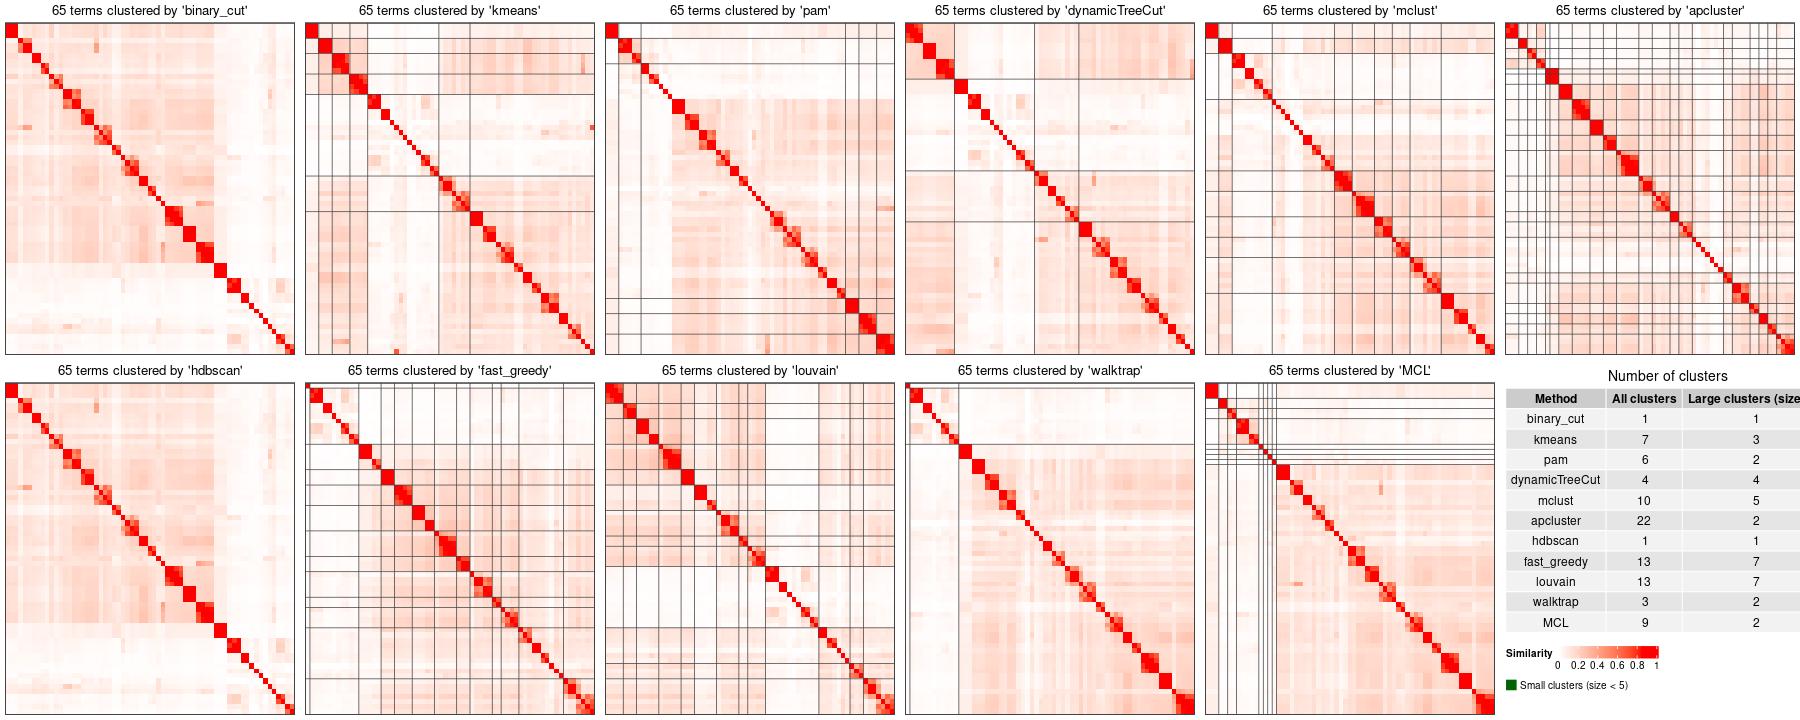 65 terms clustered by 'binary_cut'
65 terms clustered by 'kmeans'
65 terms clustered by 'pam'
65 terms clustered by 'dynamicTreeCut'
65 terms clustered by 'mclust'
65 terms clustered by 'apcluster'
65 terms clustered by 'hdbscan'
65 terms clustered by 'fast_greedy'
65 terms clustered by 'louvain'
65 terms clustered by 'walktrap'
65 terms clustered by 'MCL'
Number of clusters
Method All clusters Large clusters (size
binary_cut 1 1
kmeans 7 3
pam 6 2
dynamicTreeCut 4 4
mclust 10 5
apcluster 22 2
hdbscan 1 1
fast_greedy 13 7
louvain 13 7
walktrap 3 2
MCL 9 2
Similarity
0 0.2 0.4 0.6 0.8 1
Small clusters (size < 5)